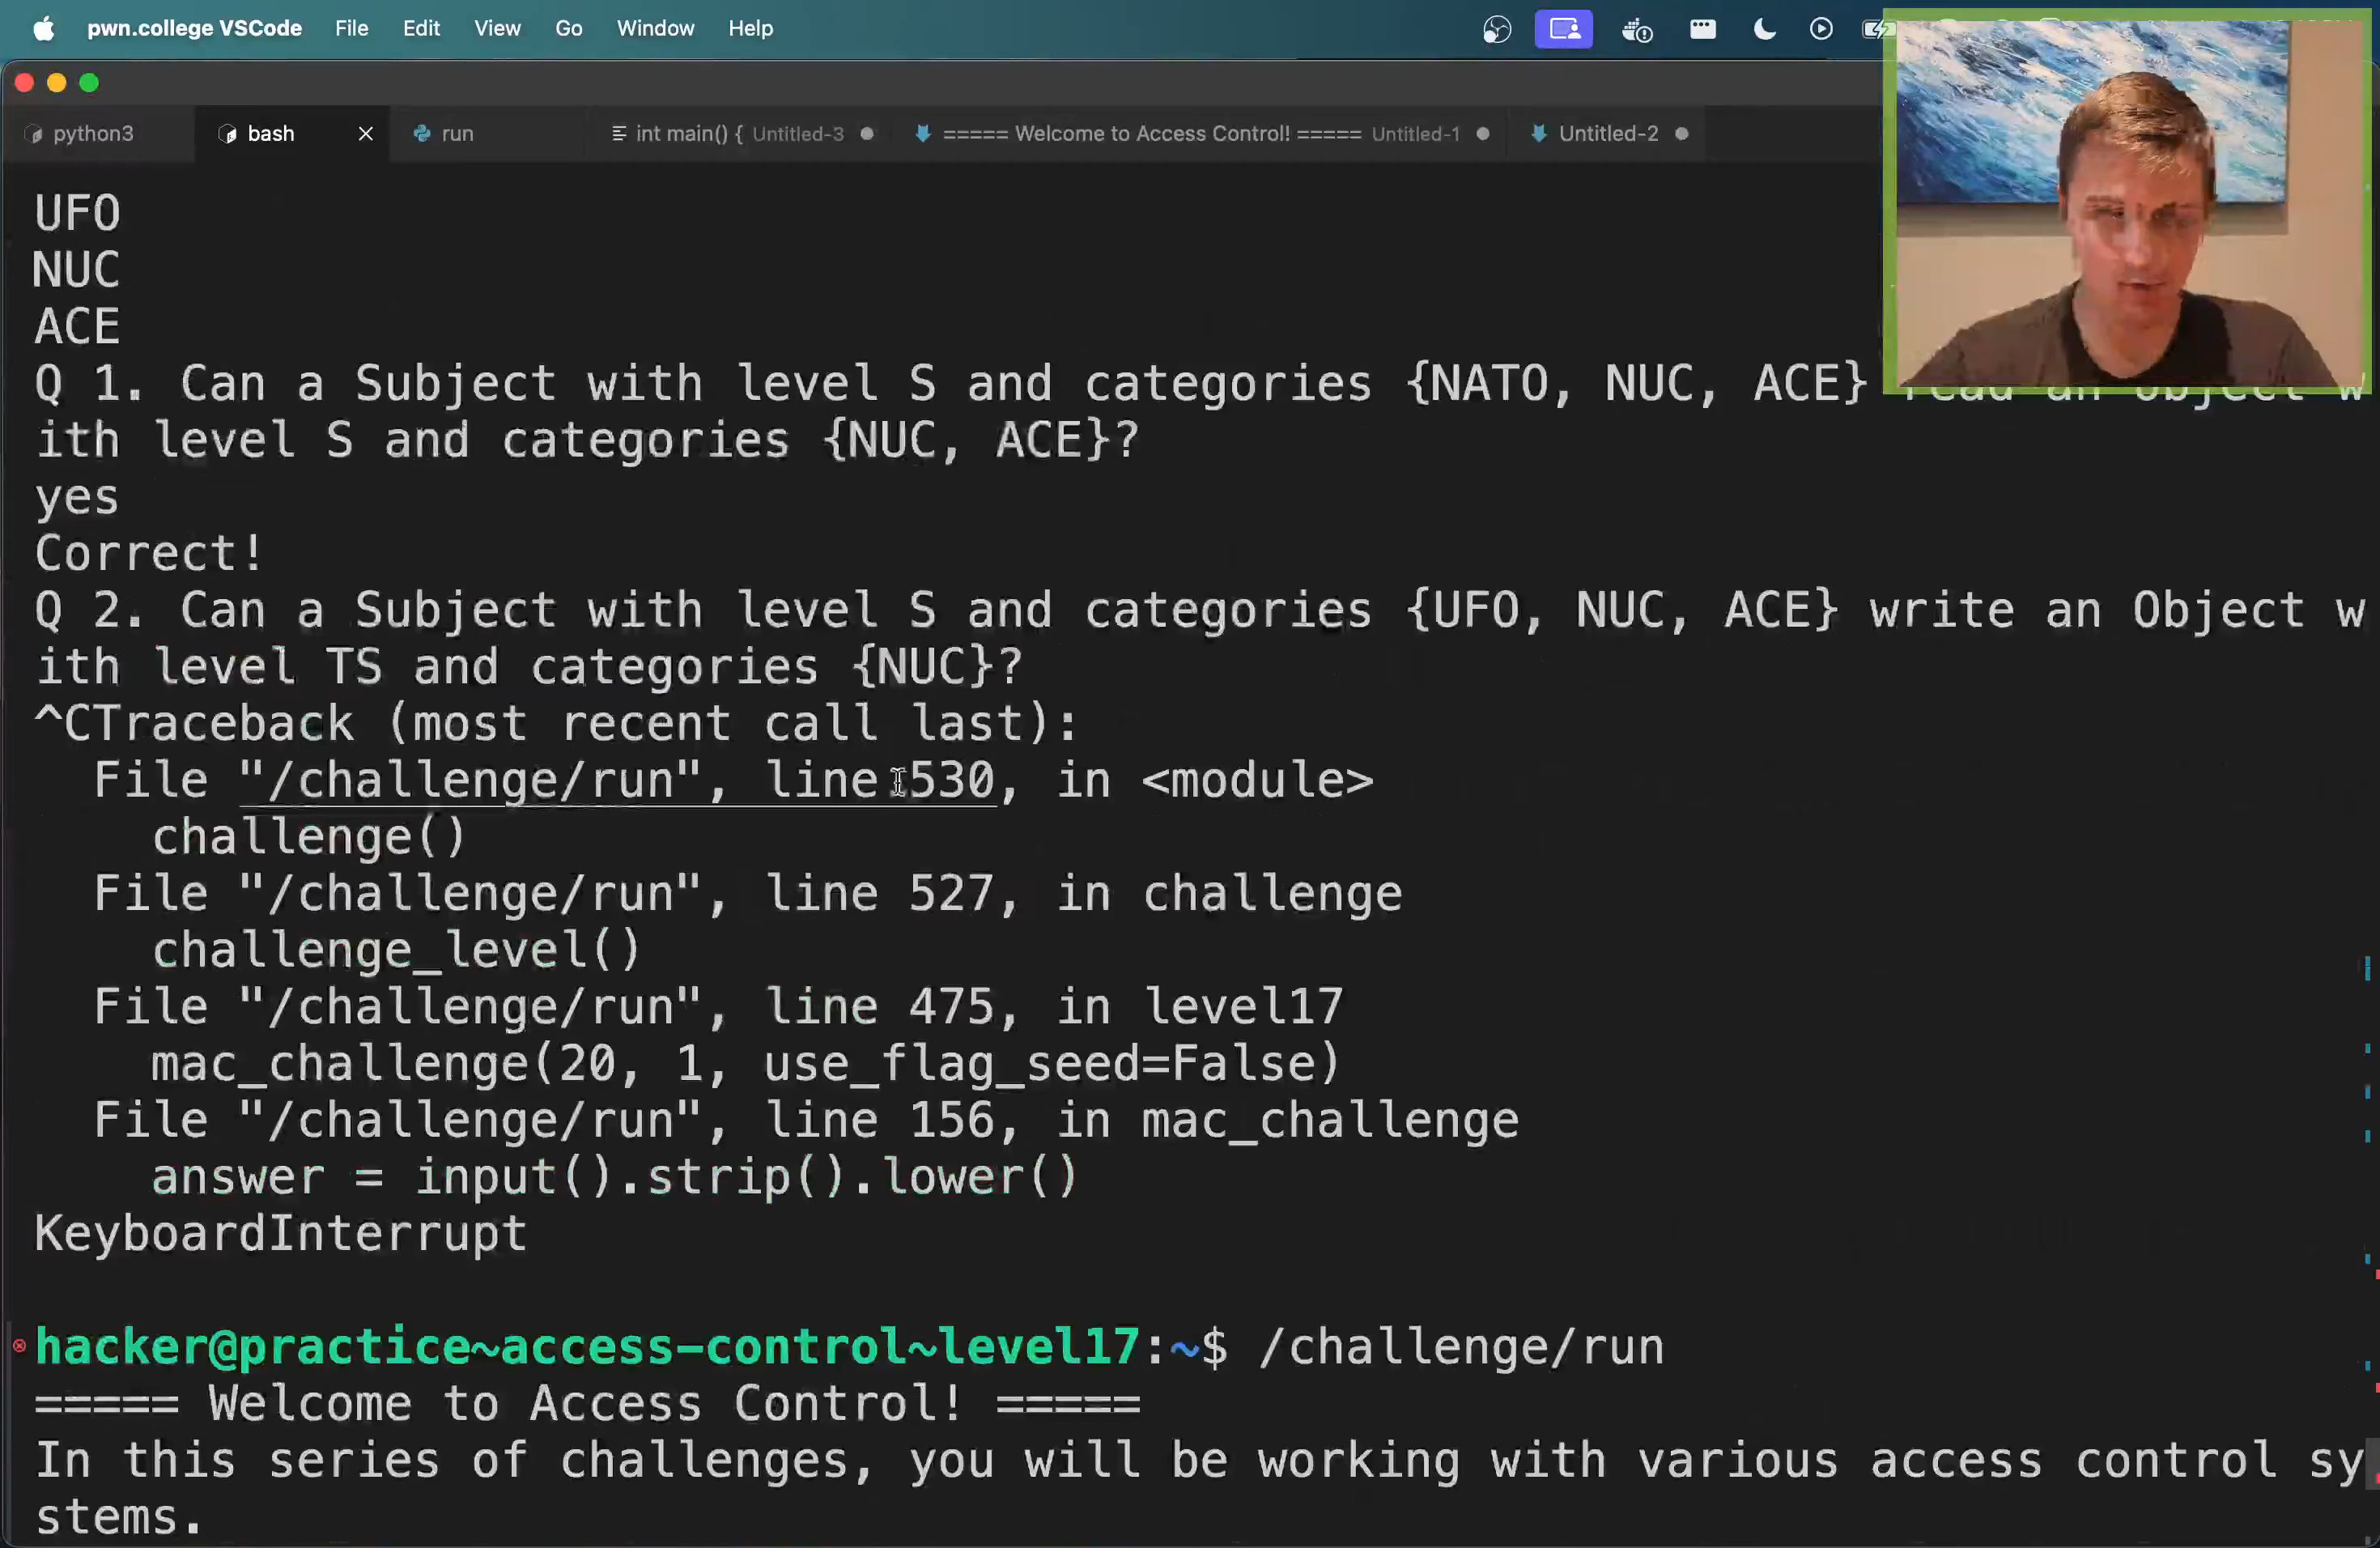 pwn.college VSCode File Edit View Go Window Help
python3 bash run int main() { Untitled-3 ===== Welcome to Access Control! ===== Untitled-1 Untitled-2
UFO
NUC
ACE
Q 1. Can a Subject with level S and categories {NATO, NUC, ACE} read an Object w
ith level S and categories {NUC, ACE}?
yes
Correct!
Q 2. Can a Subject with level S and categories {UFO, NUC, ACE} write an Object w
ith level TS and categories {NUC}?
^CTraceback (most recent call last):
File "/challenge/run", line 530, in <module>
challenge()
File "/challenge/run", line 527, in challenge
challenge_level()
File "/challenge/run", line 475, in level17
mac_challenge(20, 1, use_flag_seed=False)
File "/challenge/run", line 156, in mac_challenge
answer = input().strip().lower()
KeyboardInterrupt
hacker@practice~access-control~level17:~$ /challenge/run
===== Welcome to Access Control! =====
In this series of challenges, you will be working with various access control sy
stems.